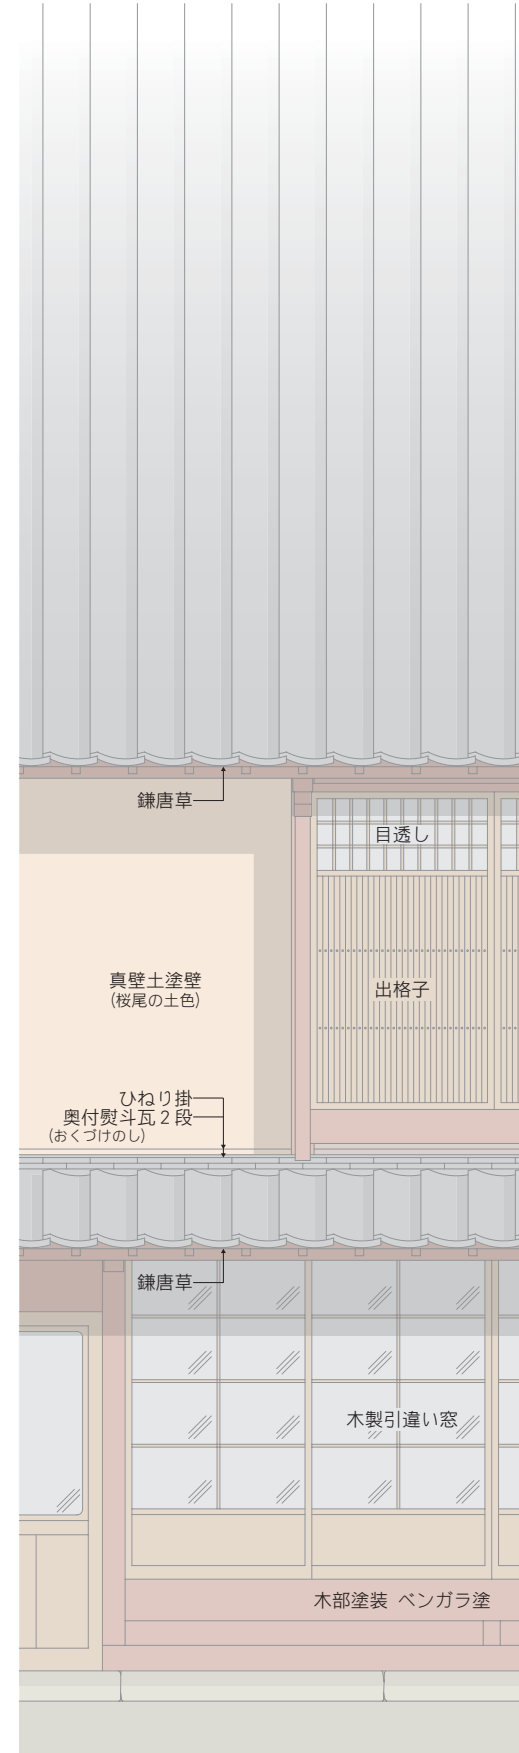 鎌唐草
目透し
真壁土塗壁
(桜尾の土色)
出格子
ひねり掛
奥付熨斗瓦２段
(おくづけのし)
鎌唐草
木製引違い窓
木部塗装 ベンガラ塗